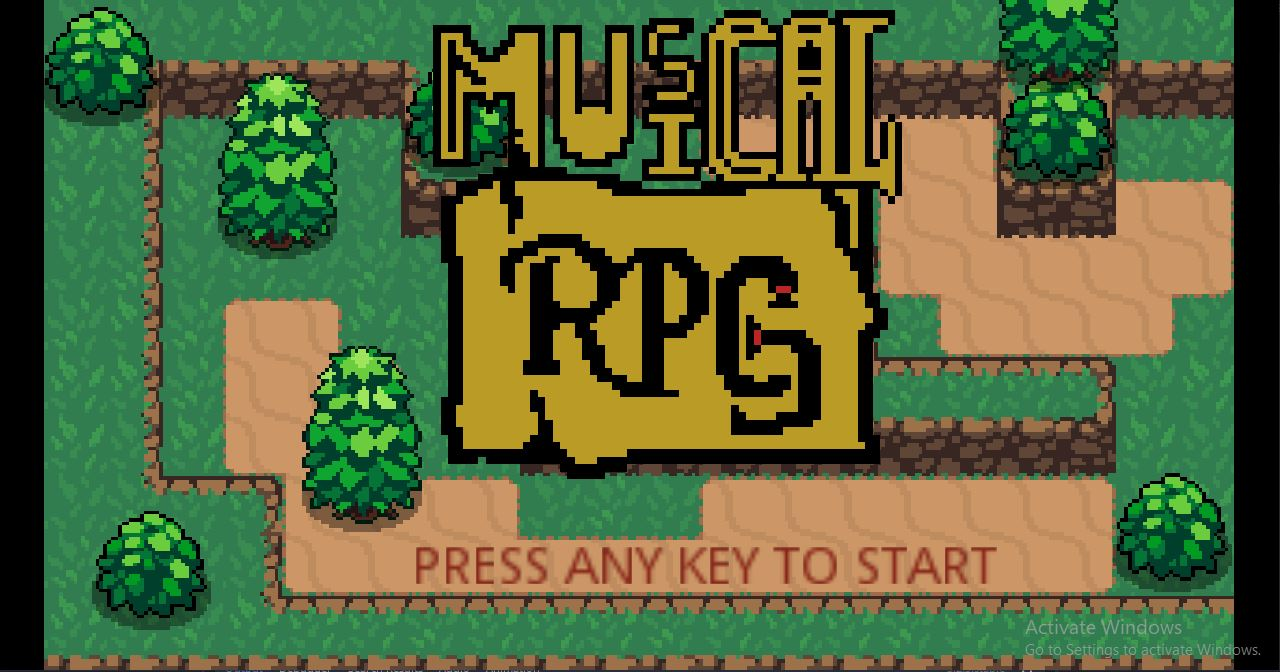 MUSICAL
RPG
PRESS ANY KEY TO START
Activate Windows
Go to Settings to activate Windows.